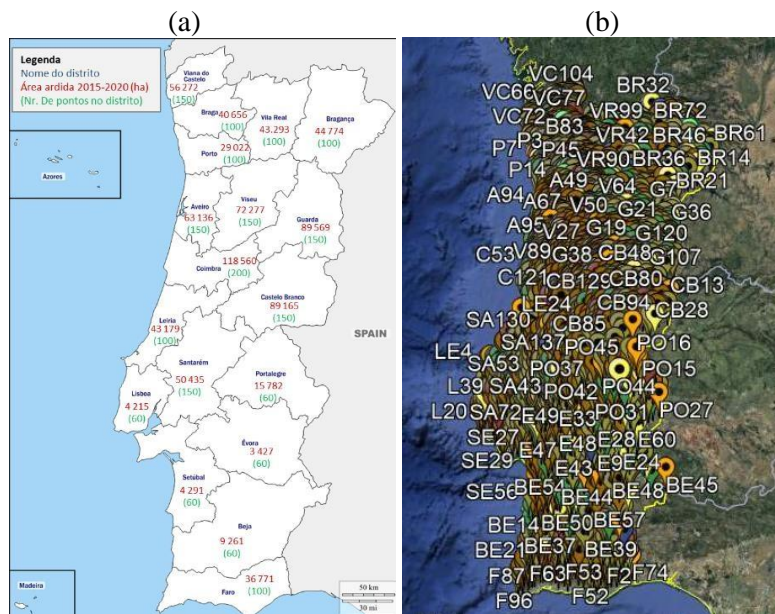 (a)
(b)
Legenda
Nome do distrito
Área ardida 2015-2020 (ha)
(Nr. De pontos no distrito)
Viana do
Castelo
56 272
(150)
Braga
40 656
(100)
Vila Real
43.293
(100)
Bragança
44 774
(100)
Porto
29 022
(100)
Azores
Aveiro
63 136
(150)
Viseu
72 277
(150)
Guarda
89 569
(150)
Coimbra
118 560
(200)
Castelo Branco
89 165
(150)
Leiria
43 179
(100)
SPAIN
Santarém
50 435
(150)
Portalegre
15 782
(60)
Lisboa
4 215
(60)
Évora
3 427
(60)
Setúbal
4 291
(60)
Beja
9 261
(60)
Madeira
Faro
36 771
(100)
50 km
30 mi
VC104
VC66 VC77 BR32
VC72 B83 VR99 BR72
P7 P3 P45 VR42 BR46 BR61
P14 VR90 BR36 BR14
A49 V64 G7 BR21
A94 A67 V50 G21 G36
A95 V27 G19 G120
C53 V89 G38 CB48 G107
C121 CB129 CB80 CB13
LE24 CB94 CB28
SA130 CB85
LE4 SA137 PO45 PO16
SA53 PO37 PO15
L39 SA43 PO42 PO44
L20 SA72 E49 E33 PO31 PO27
SE27 E47 E48 E28 E60
SE29 E43 E9 E24
SE56 BE54 BE44 BE48 BE45
BE14 BE50 BE57
BE21 BE37 BE39
F87 F63 F53 F2 F74
F96 F52